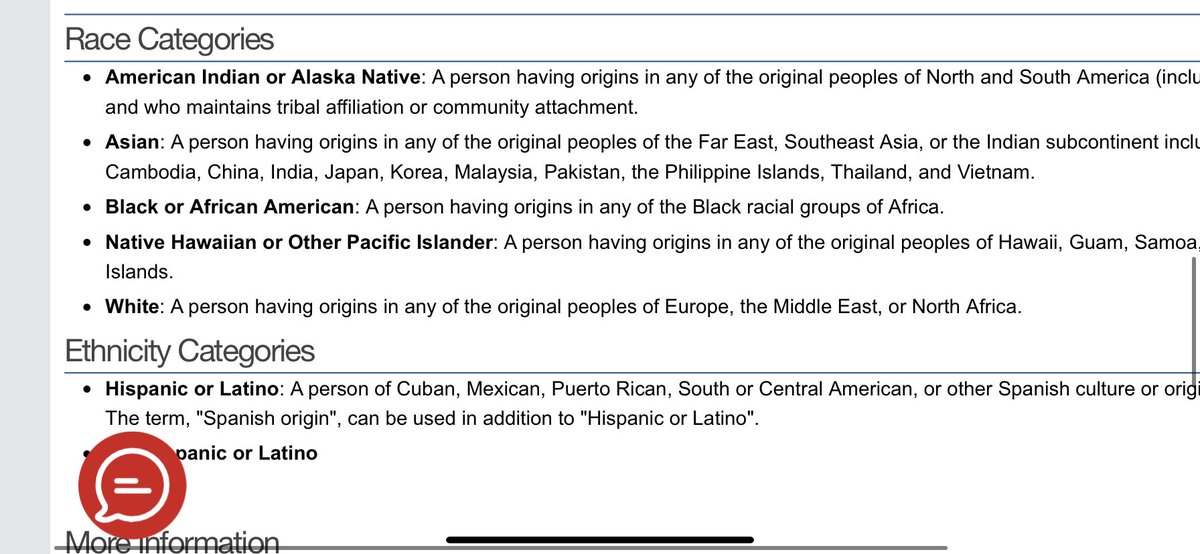 Race Categories
American Indian or Alaska Native: A person having origins in any of the original peoples of North and South America (inclu
and who maintains tribal affiliation or community attachment.
Asian: A person having origins in any of the original peoples of the Far East, Southeast Asia, or the Indian subcontinent inclu
Cambodia, China, India, Japan, Korea, Malaysia, Pakistan, the Philippine Islands, Thailand, and Vietnam.
Black or African American: A person having origins in any of the Black racial groups of Africa.
Native Hawaiian or Other Pacific Islander: A person having origins in any of the original peoples of Hawaii, Guam, Samoa,
Islands.
White: A person having origins in any of the original peoples of Europe, the Middle East, or North Africa.
Ethnicity Categories
Hispanic or Latino: A person of Cuban, Mexican, Puerto Rican, South or Central American, or other Spanish culture or origi
The term, "Spanish origin", can be used in addition to "Hispanic or Latino".
panic or Latino
More Information